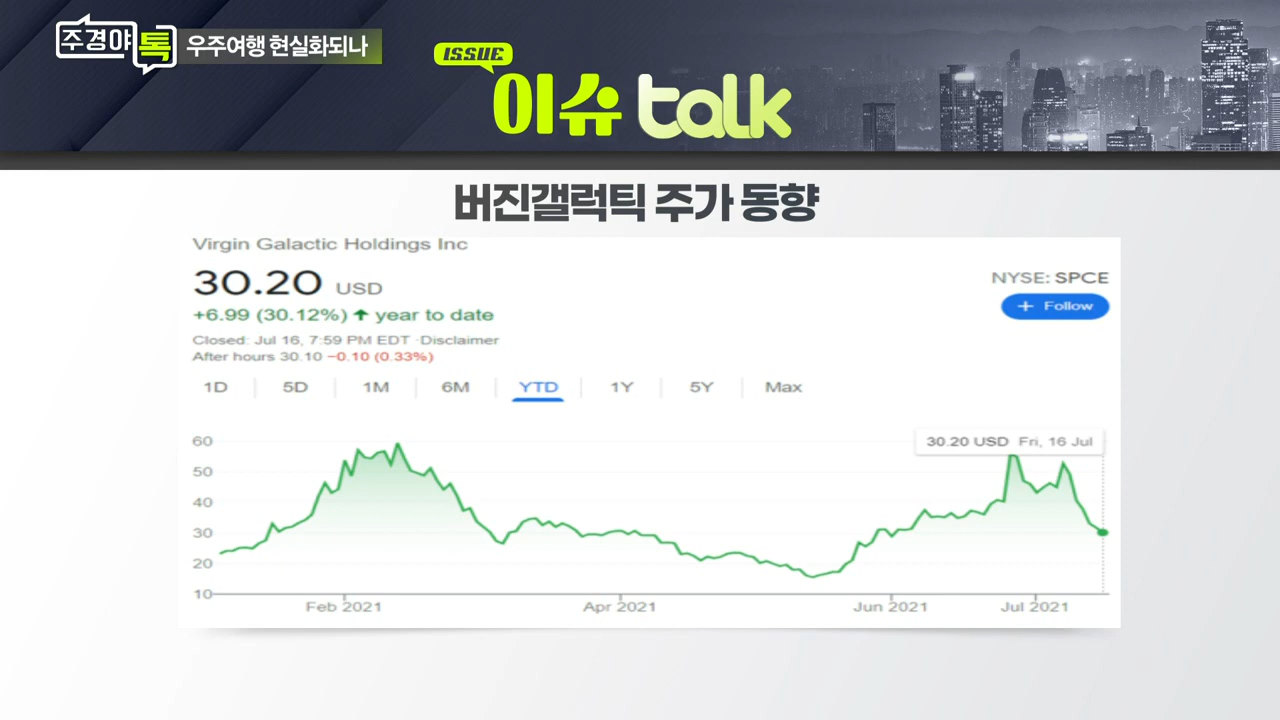 주경야톡 우주여행 현실화되나
ISSUE
이슈 talk
버진갤럭틱 주가 동향
Virgin Galactic Holdings Inc
30.20 USD
NYSE: SPCE
+6.99 (30.12%) ↑ year to date
+ Follow
Closed: Jul 16, 7:59 PM EDT · Disclaimer
After hours 30.10 −0.10 (0.33%)
1D 5D 1M 6M YTD 1Y 5Y Max
30.20 USD Fri, 16 Jul
60
50
40
30
20
10
Feb 2021 Apr 2021 Jun 2021 Jul 2021